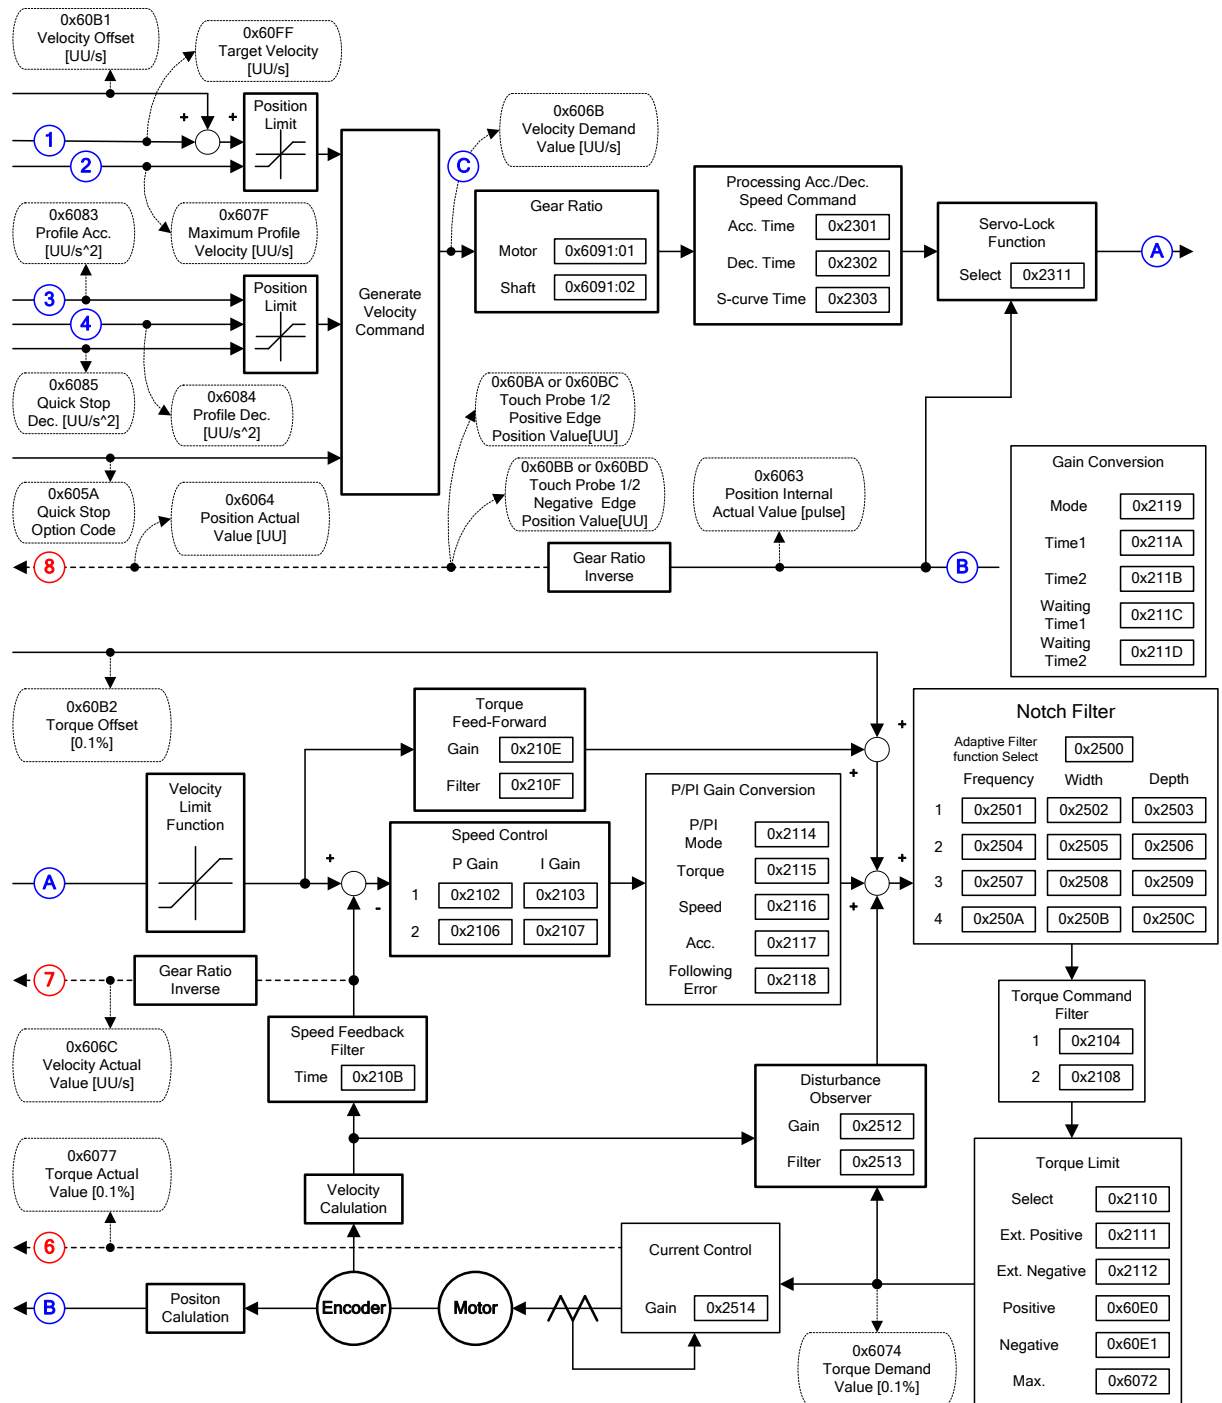 0x60B1
Velocity Offset
[UU/s]
0x60FF
Target Velocity
[UU/s]
+
+
1
2
Position
Limit
0x606B
Velocity Demand
Value [UU/s]
C
0x6083
Profile Acc.
[UU/s^2]
0x607F
Maximum Profile
Velocity [UU/s]
Gear Ratio
Motor
0x6091:01
Shaft
0x6091:02
Processing Acc./Dec.
Speed Command
Acc. Time
0x2301
Dec. Time
0x2302
S-curve Time
0x2303
Servo-Lock
Function
Select
0x2311
A
3
4
Position
Limit
Generate
Velocity
Command
0x6085
Quick Stop
Dec. [UU/s^2]
0x6084
Profile Dec.
[UU/s^2]
0x60BA or 0x60BC
Touch Probe 1/2
Positive Edge
Position Value[UU]
0x605A
Quick Stop
Option Code
0x6064
Position Actual
Value [UU]
0x60BB or 0x60BD
Touch Probe 1/2
Negative  Edge
Position Value[UU]
0x6063
Position Internal
Actual Value [pulse]
8
Gear Ratio
Inverse
B
Gain Conversion
Mode
0x2119
Time1
0x211A
Time2
0x211B
Waiting
Time1
0x211C
Waiting
Time2
0x211D
0x60B2
Torque Offset
[0.1%]
Torque
Feed-Forward
Gain
0x210E
Filter
0x210F
+
+
Notch Filter
Adaptive Filter
function Select
0x2500
Frequency
Width
Depth
1
0x2501
0x2502
0x2503
2
0x2504
0x2505
0x2506
3
0x2507
0x2508
0x2509
4
0x250A
0x250B
0x250C
Velocity
Limit
Function
A
+
-
Speed Control
P Gain
I Gain
1
0x2102
0x2103
2
0x2106
0x2107
P/PI Gain Conversion
P/PI
Mode
0x2114
Torque
0x2115
Speed
0x2116
Acc.
0x2117
Following
Error
0x2118
+
+
7
Gear Ratio
Inverse
0x606C
Velocity Actual
Value [UU/s]
Speed Feedback
Filter
Time
0x210B
Torque Command
Filter
1
0x2104
2
0x2108
Disturbance
Observer
Gain
0x2512
Filter
0x2513
0x6077
Torque Actual
Value [0.1%]
Velocity
Calulation
Torque Limit
Select
0x2110
Ext. Positive
0x2111
Ext. Negative
0x2112
Positive
0x60E0
Negative
0x60E1
Max.
0x6072
6
Current Control
Gain
0x2514
B
Positon
Calulation
Encoder
Motor
0x6074
Torque Demand
Value [0.1%]